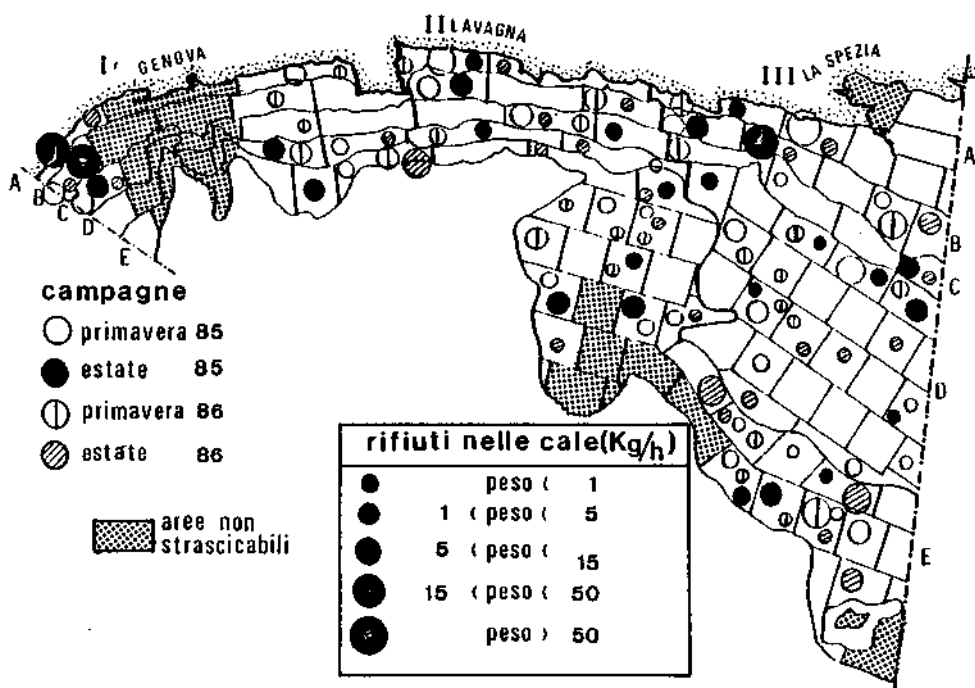 I GENOVA
II LAVAGNA
III LA SPEZIA
A
B
C
D
E
A
B
C
D
E
campagne
primavera 85
estate 85
primavera 86
estate 86
aree non
strascicabili
rifiuti nelle cale(Kg/h)
peso < 1
1 < peso < 5
5 < peso < 15
15 < peso < 50
peso > 50